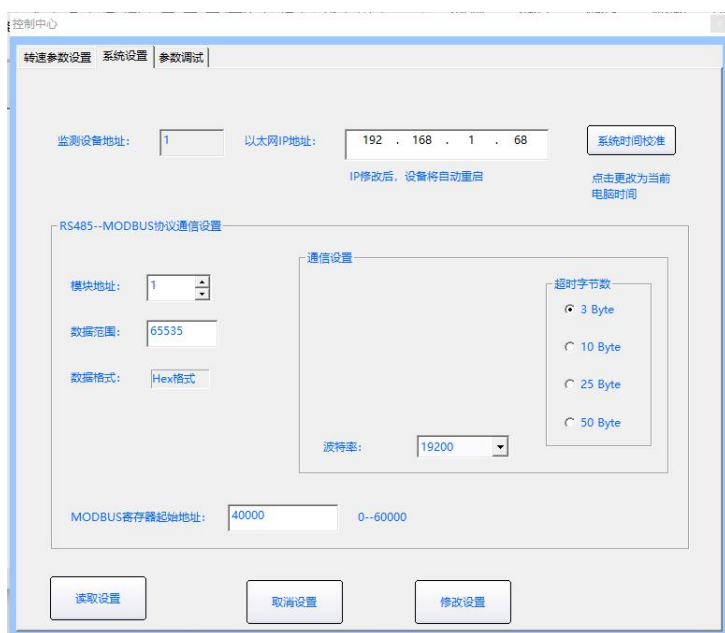 控制中心
转速参数设置 系统设置 参数调试
监测设备地址: 1 以太网IP地址: 192 . 168 . 1 . 68 系统时间校准
IP修改后，设备将自动重启 点击更改为当前
电脑时间
RS485--MODBUS协议通信设置
通信设置
模块地址: 1 超时字节数
3 Byte
数据范围: 65535
10 Byte
数据格式: Hex格式
25 Byte
50 Byte
波特率: 19200
MODBUS寄存器起始地址: 40000 0--60000
读取设置 取消设置 修改设置